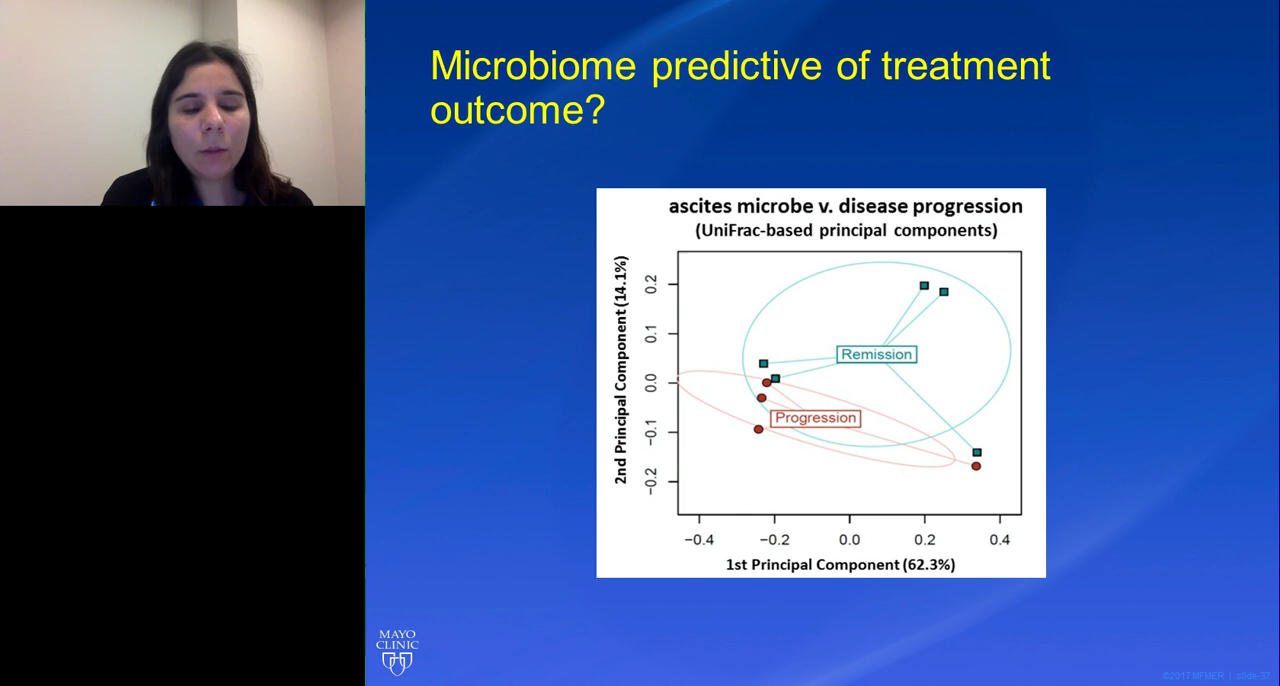 Microbiome predictive of treatment
outcome?
ascites microbe v. disease progression
(UniFrac-based principal components)
2nd Principal Component (14.1%)
0.2
0.1
0.0
−0.1
−0.2
Remission
Progression
−0.4
−0.2
0.0
0.2
0.4
1st Principal Component (62.3%)
MAYO
CLINIC
©2017 MFMER | slide-37